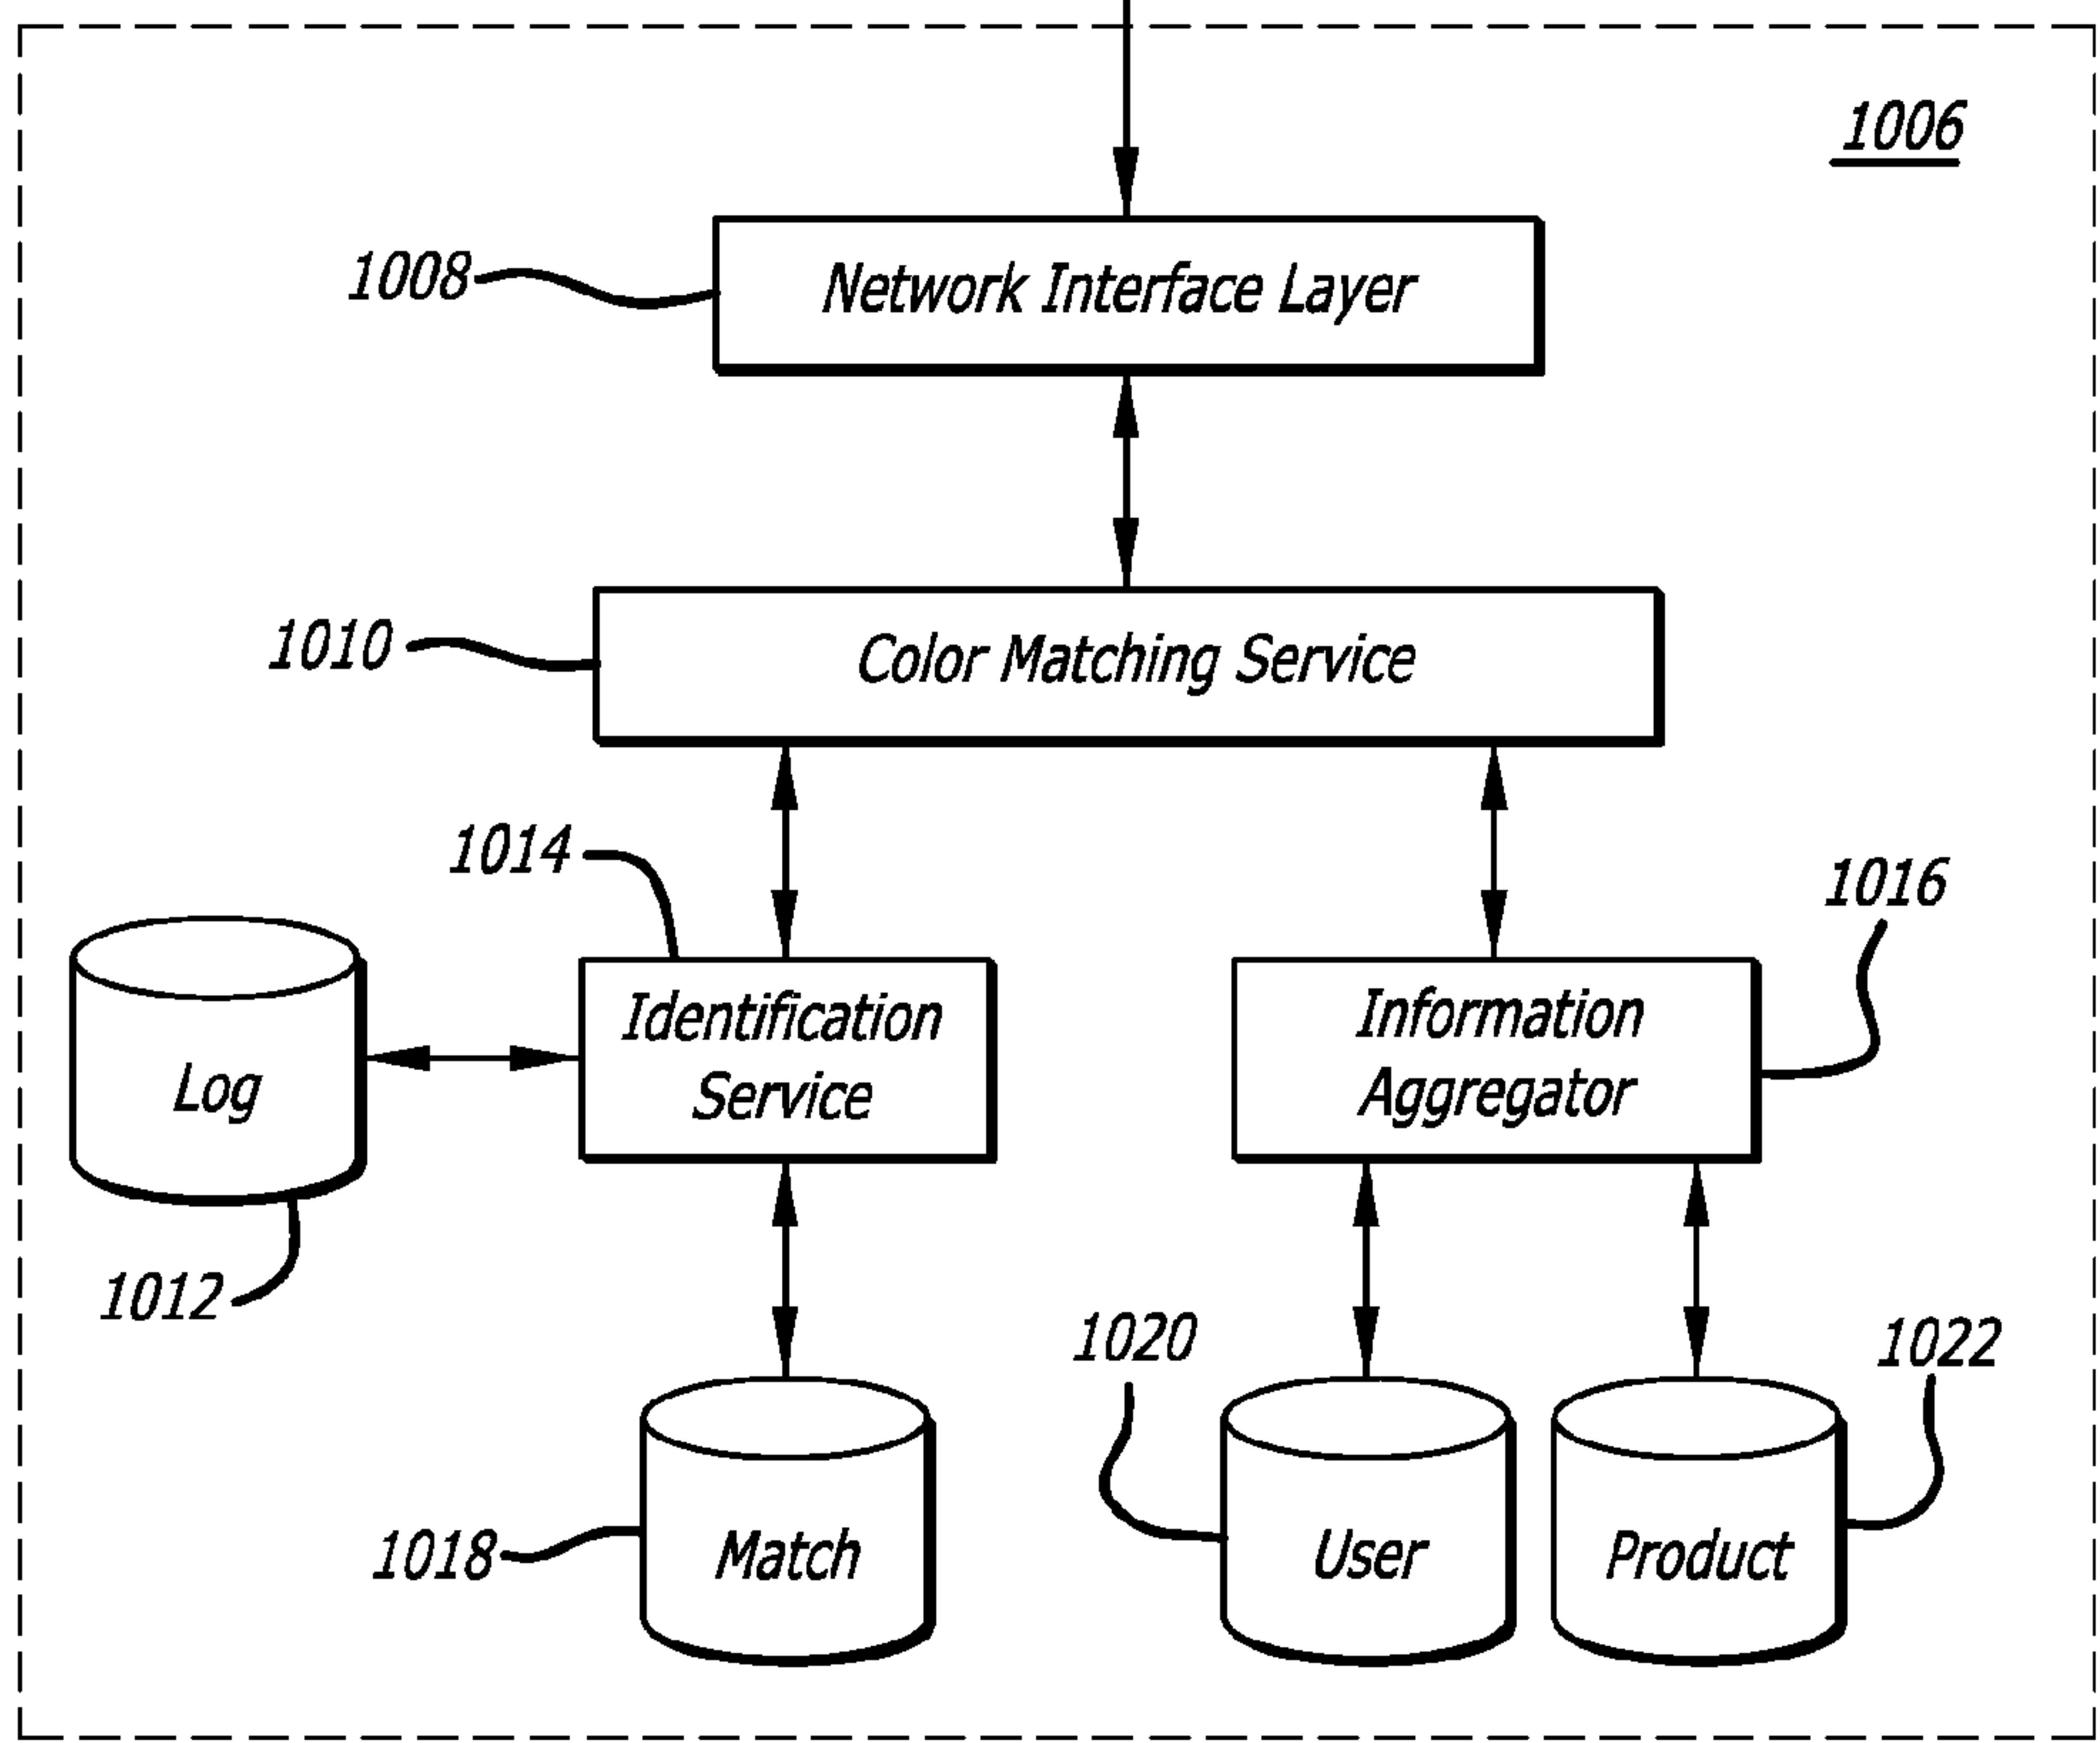 1006
1008
Network Interface Layer
1010
Color Matching Service
1014
1016
Identification
Service
Information
Aggregator
Log
1012
1020
1022
1018
Match
User
Product